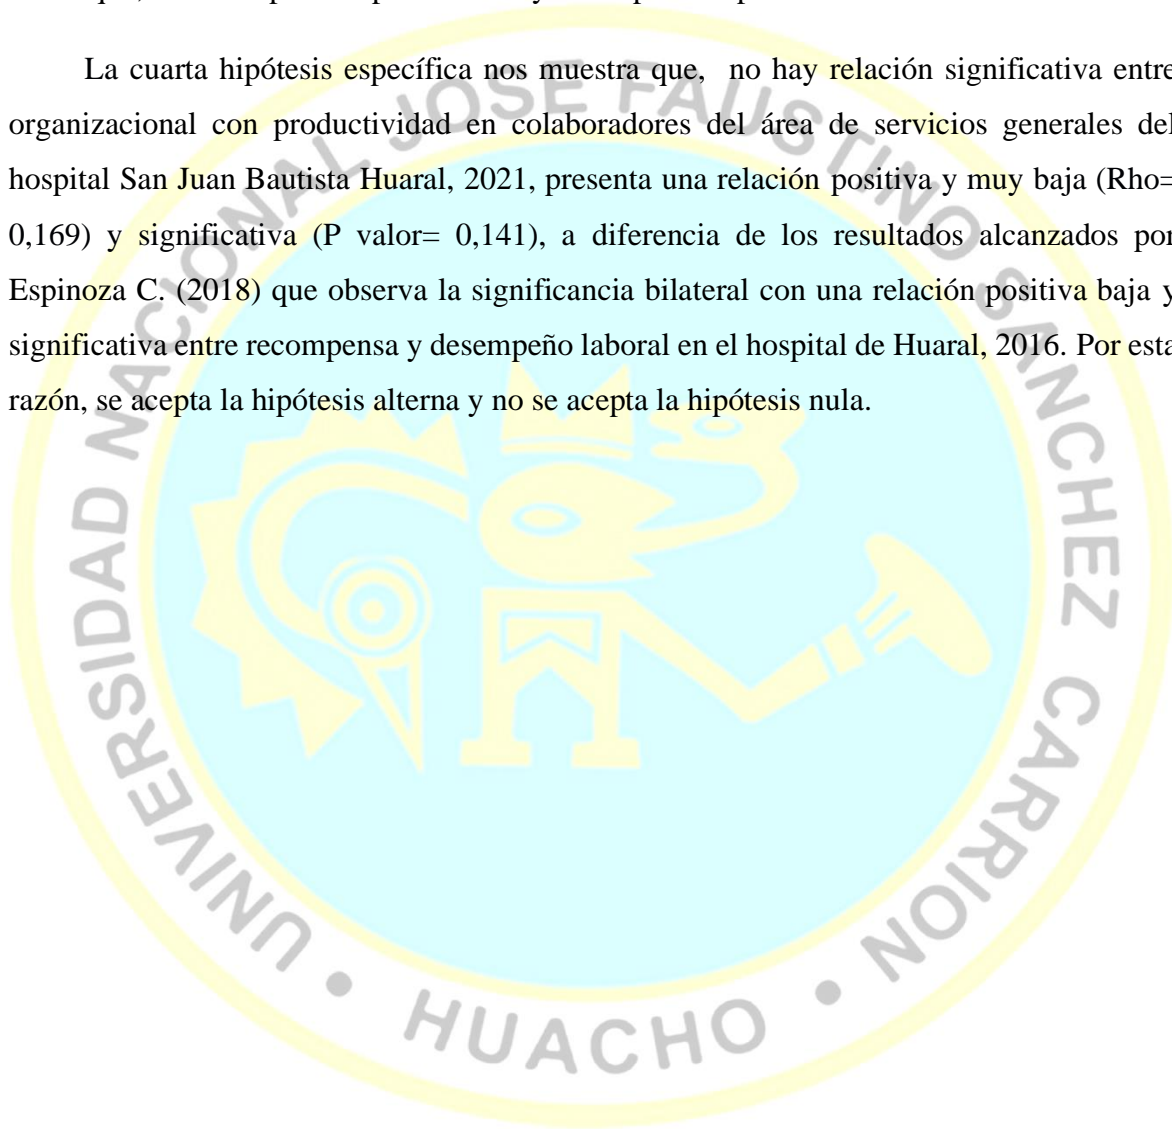 La cuarta hipótesis específica nos muestra que, no hay relación significativa entre
organizacional con productividad en colaboradores del área de servicios generales del
hospital San Juan Bautista Huaral, 2021, presenta una relación positiva y muy baja (Rho=
0,169) y significativa (P valor= 0,141), a diferencia de los resultados alcanzados por
Espinoza C. (2018) que observa la significancia bilateral con una relación positiva baja y
significativa entre recompensa y desempeño laboral en el hospital de Huaral, 2016. Por esta
razón, se acepta la hipótesis alterna y no se acepta la hipótesis nula.
UNIVERSIDAD NACIONAL JOSE FAUSTINO SANCHEZ CARRION
• HUACHO •